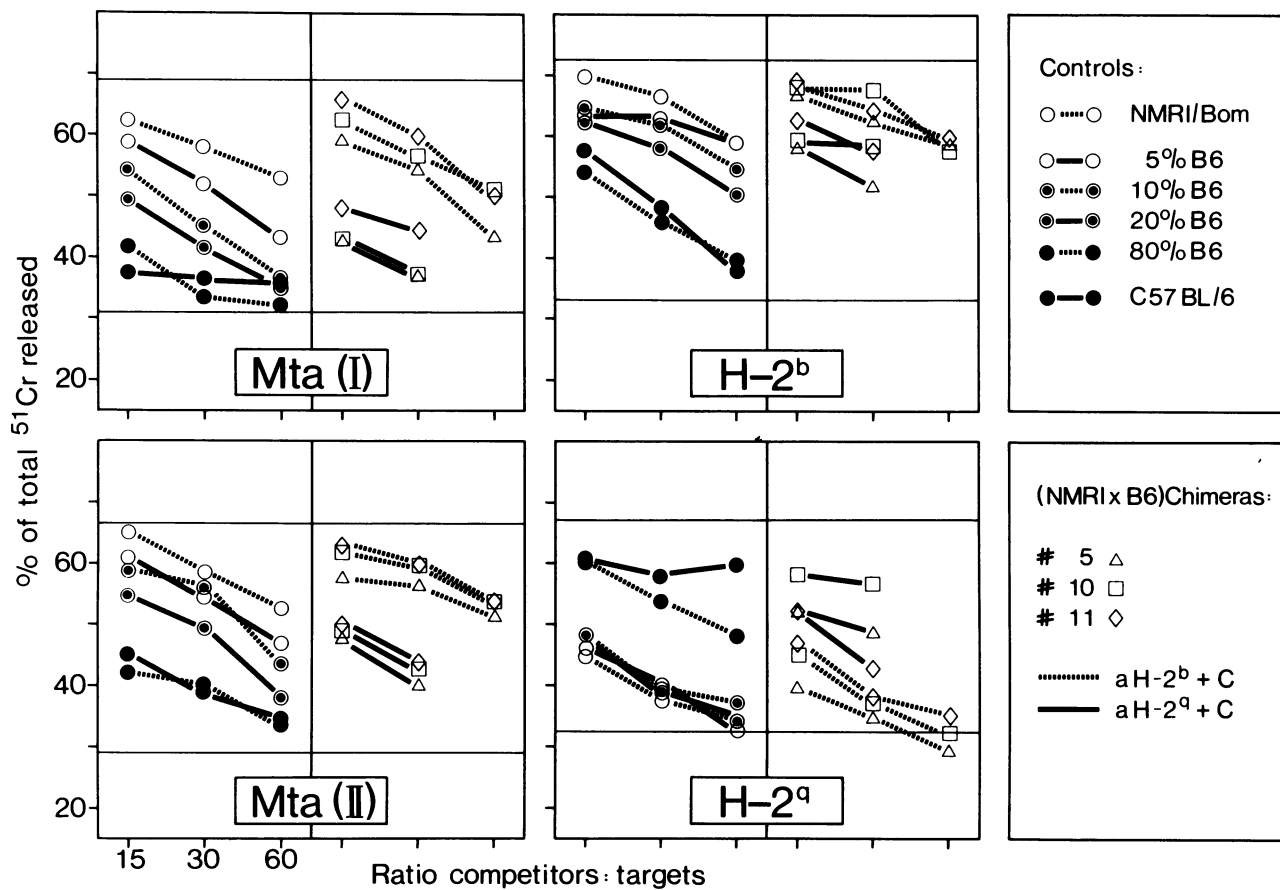 % of total ⁵¹Cr released
60
40
20
Mta (I)
H–2ᵇ
Controls:
NMRI/Bom
5% B6
10% B6
20% B6
80% B6
C57 BL/6
60
40
20
Mta (II)
H–2q
(NMRI x B6) Chimeras:
# 5
# 10
# 11
aH-2ᵇ + C
aH-2q + C
15 30 60
Ratio competitors: targets